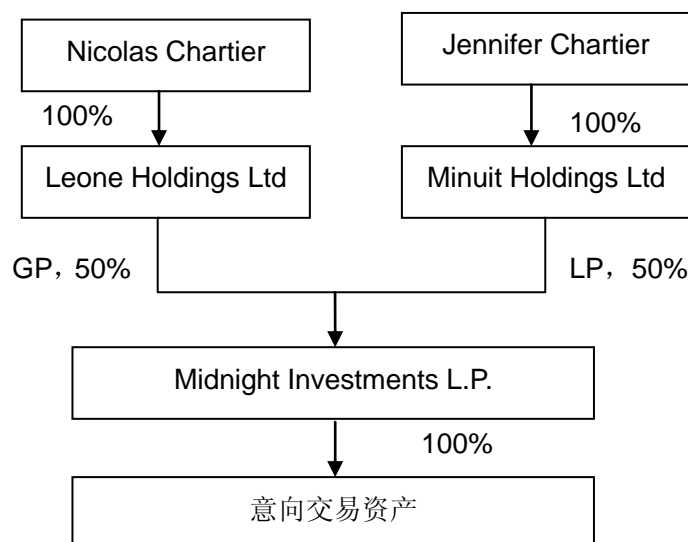 Nicolas Chartier
Jennifer Chartier
100%
100%
Leone Holdings Ltd
Minuit Holdings Ltd
GP，50%
LP，50%
Midnight Investments L.P.
100%
意向交易资产